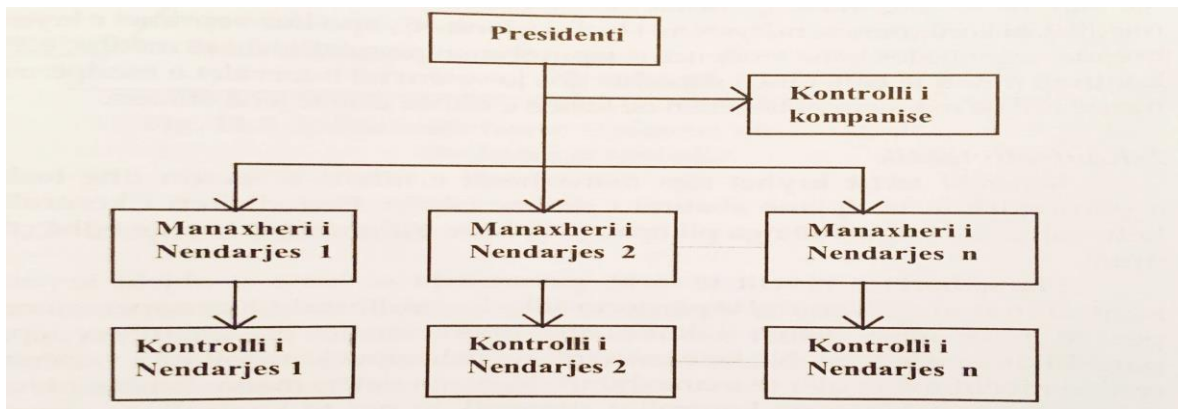 Presidenti
Kontrolli i
kompanise
Manaxheri i
Nendarjes 1
Manaxheri i
Nendarjes 2
Manaxheri i
Nendarjes n
Kontrolli i
Nendarjes 1
Kontrolli i
Nendarjes 2
Kontrolli i
Nendarjes n